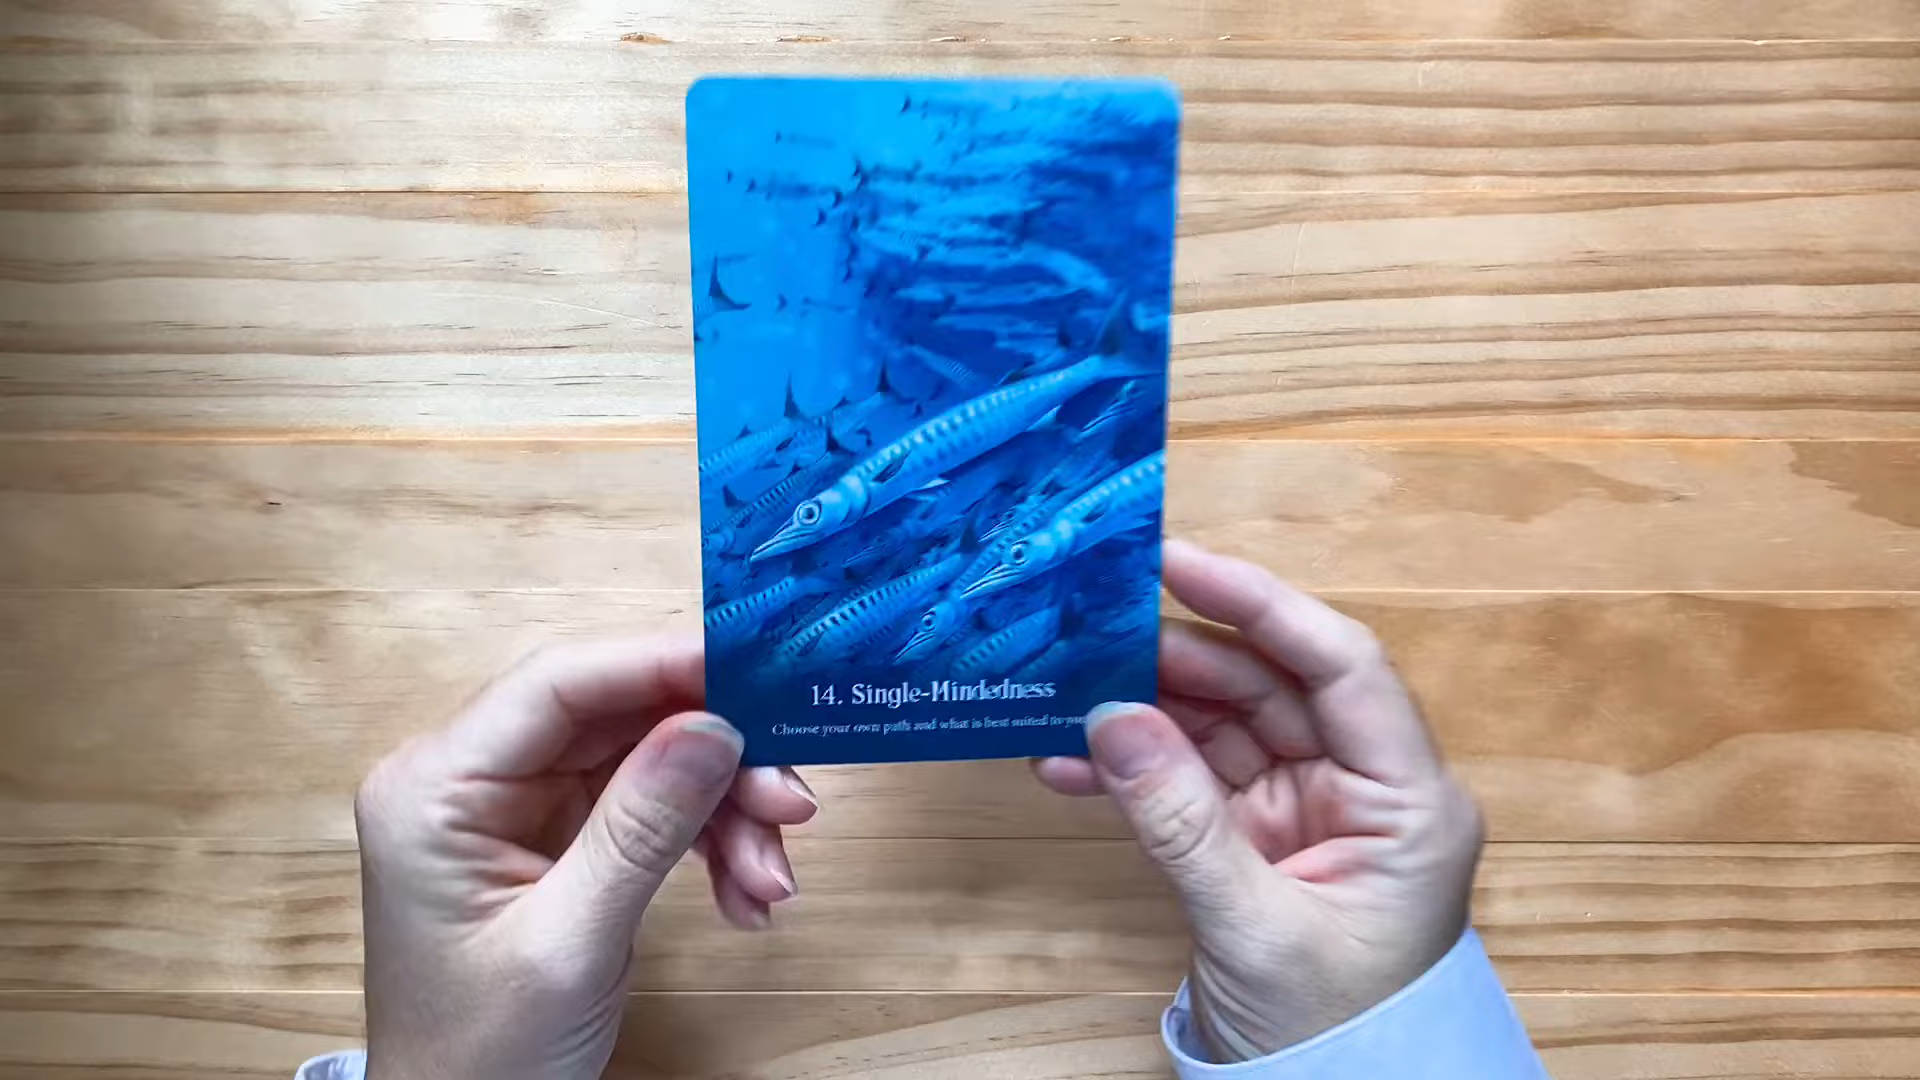 14. Single-Mindedness
Choose your own path and what is best suited to you